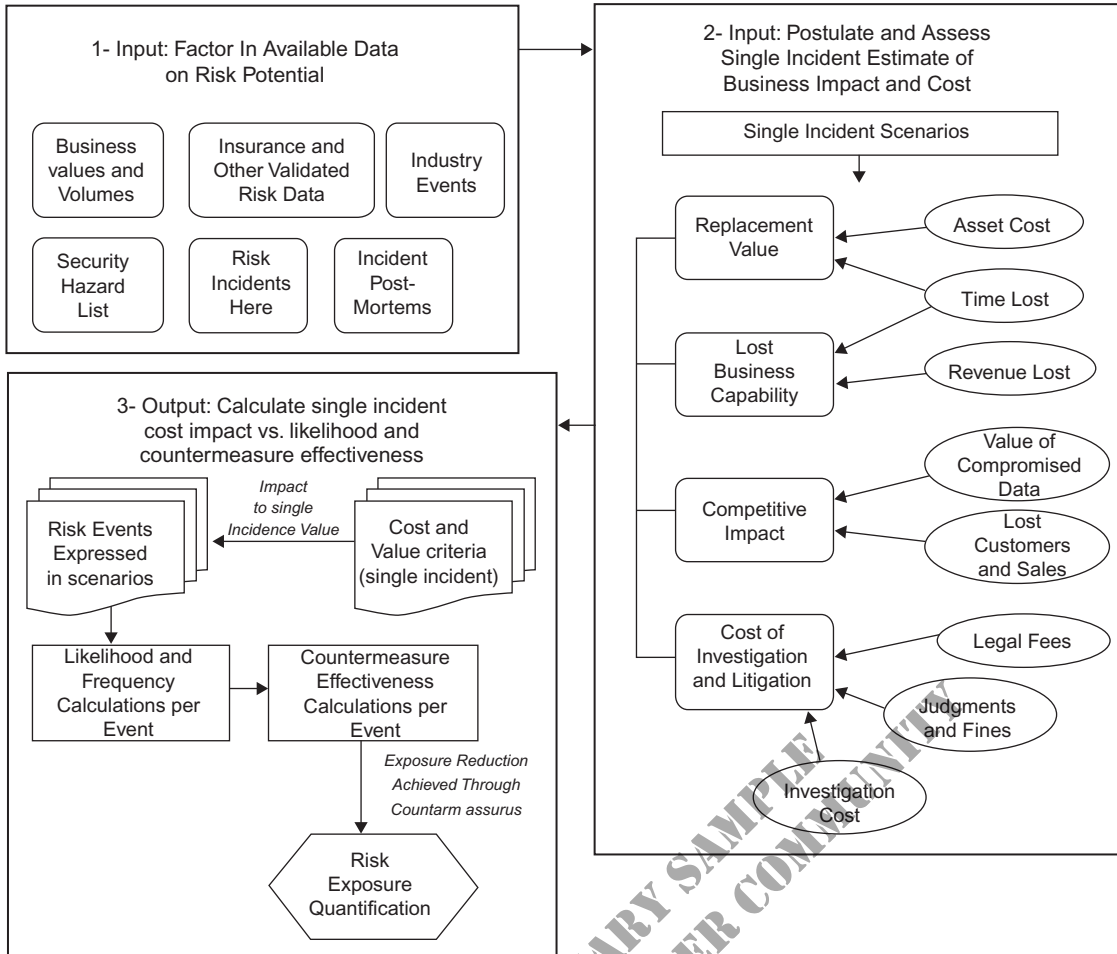 1- Input: Factor In Available Data
on Risk Potential
Business
values and
Volumes
Insurance and
Other Validated
Risk Data
Industry
Events
Security
Hazard
List
Risk
Incidents
Here
Incident
Post-
Mortems
2- Input: Postulate and Assess
Single Incident Estimate of
Business Impact and Cost
Single Incident Scenarios
Replacement
Value
Asset Cost
Time Lost
Lost
Business
Capability
Revenue Lost
Competitive
Impact
Value of
Compromised
Data
Lost
Customers
and Sales
Cost of
Investigation
and Litigation
Legal Fees
Judgments
and Fines
Investigation
Cost
3- Output: Calculate single incident
cost impact vs. likelihood and
countermeasure effectiveness
Risk Events
Expressed
in scenarios
Impact
to single
Incidence Value
Cost and
Value criteria
(single incident)
Likelihood and
Frequency
Calculations per
Event
Countermeasure
Effectiveness
Calculations per
Event
Exposure Reduction
Achieved Through
Countarm assurus
Risk
Exposure
Quantification
SAMPLE
COMMUNITY